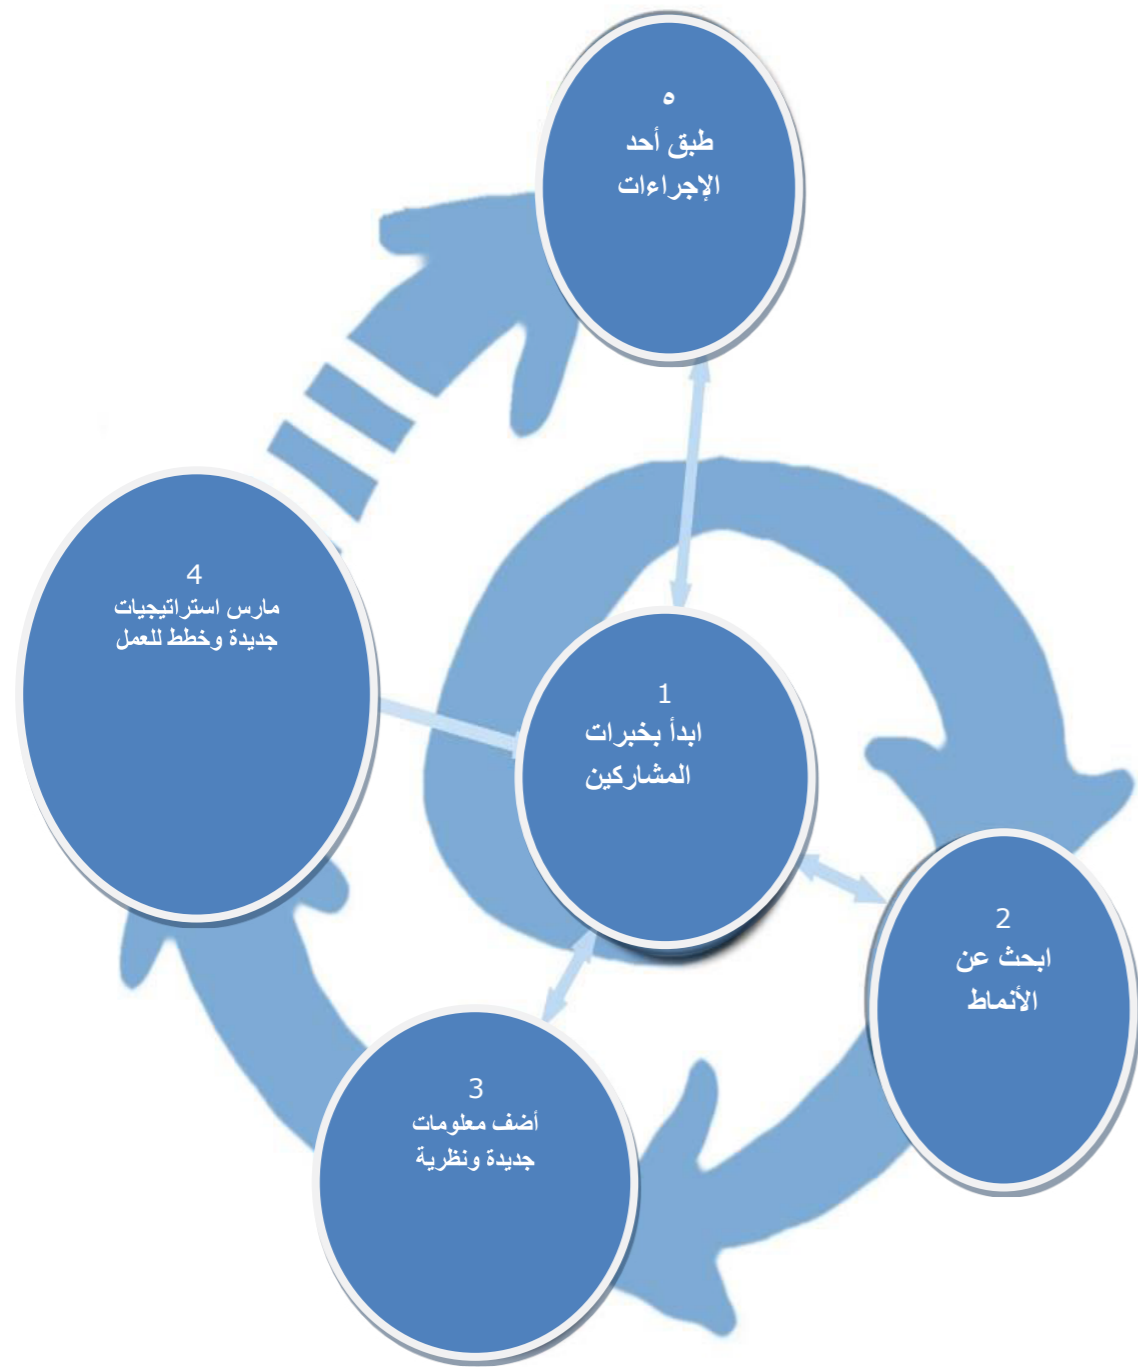 ٥
طبق أحد
الإجراءات
4
مارس استراتيجيات
جديدة وخطط للعمل
1
ابدأ بخبرات
المشاركين
2
ابحث عن
الأنماط
3
أضف معلومات
جديدة ونظرية